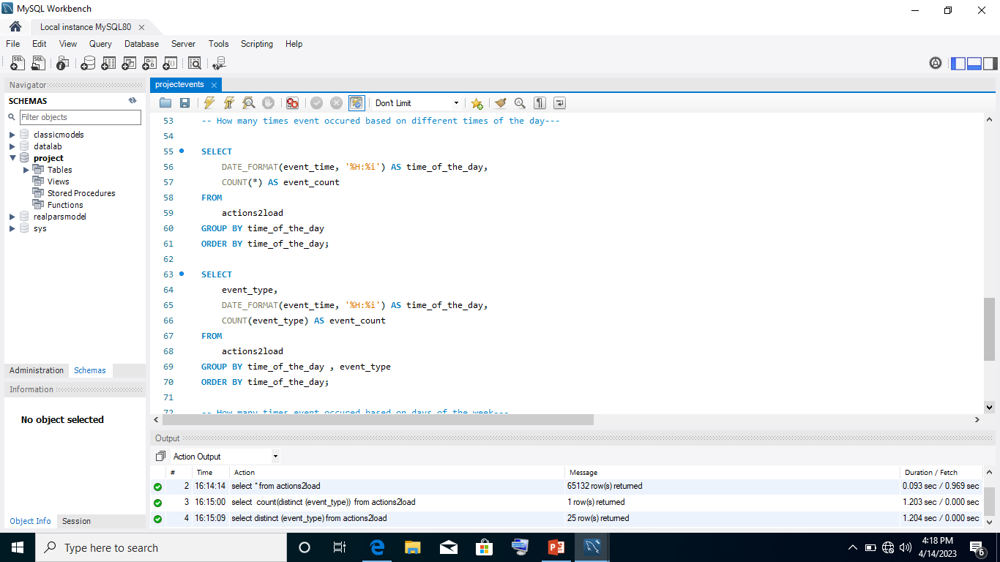 MySQL Workbench
Local instance MySQL80
File Edit View Query Database Server Tools Scripting Help
Navigator
SCHEMAS
Filter objects
classicmodels
datalab
project
Tables
Views
Stored Procedures
Functions
realparsmodel
sys
Administration Schemas
Information
No object selected
Object Info Session
projectevents
Don't Limit
53 -- How many times event occured based on different times of the day---
54
55 SELECT
56 DATE_FORMAT(event_time, '%H:%i') AS time_of_the_day,
57 COUNT(*) AS event_count
58 FROM
59 actions2load
60 GROUP BY time_of_the_day
61 ORDER BY time_of_the_day;
62
63 SELECT
64 event_type,
65 DATE_FORMAT(event_time, '%H:%i') AS time_of_the_day,
66 COUNT(event_type) AS event_count
67 FROM
68 actions2load
69 GROUP BY time_of_the_day , event_type
70 ORDER BY time_of_the_day;
71
72 -- How many times event occured based on days of the week---
Output
Action Output
# Time Action Message Duration / Fetch
2 16:14:14 select * from actions2load 65132 row(s) returned 0.093 sec / 0.969 sec
3 16:15:00 select count(distinct (event_type)) from actions2load 1 row(s) returned 1.203 sec / 0.000 sec
4 16:15:09 select distinct (event_type) from actions2load 25 row(s) returned 1.204 sec / 0.000 sec
Type here to search
4:18 PM
4/14/2023
6